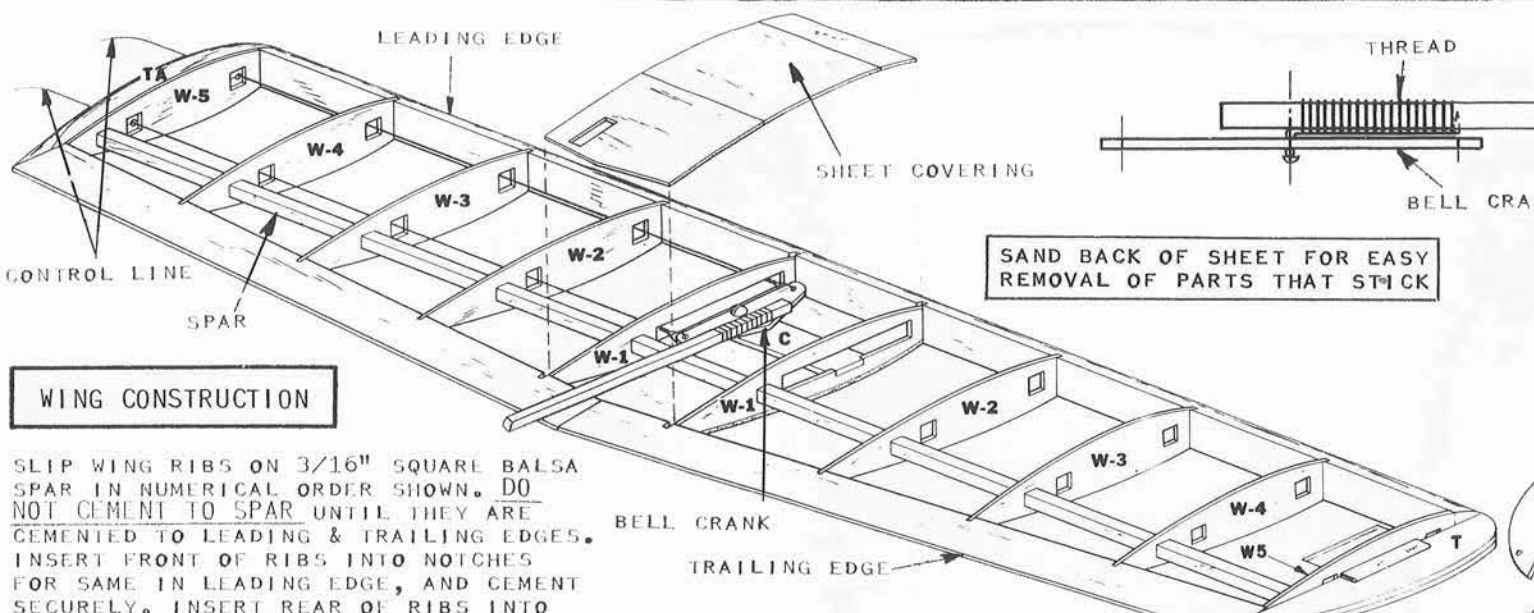 LEADING EDGE
THREAD
TA
W-5
W-4
SHEET COVERING
BELL CRA
W-3
W-2
CONTROL LINE
SPAR
SAND BACK OF SHEET FOR EASY
REMOVAL OF PARTS THAT STICK
W-1
C
W-1
W-2
W-3
W-4
W5
T
WING CONSTRUCTION
SLIP WING RIBS ON 3/16" SQUARE BALSA
SPAR IN NUMERICAL ORDER SHOWN. DO
NOT CEMENT TO SPAR UNTIL THEY ARE
CEMENTED TO LEADING & TRAILING EDGES.
INSERT FRONT OF RIBS INTO NOTCHES
FOR SAME IN LEADING EDGE, AND CEMENT
SECURELY. INSERT REAR OF RIBS INTO
BELL CRANK
TRAILING EDGE